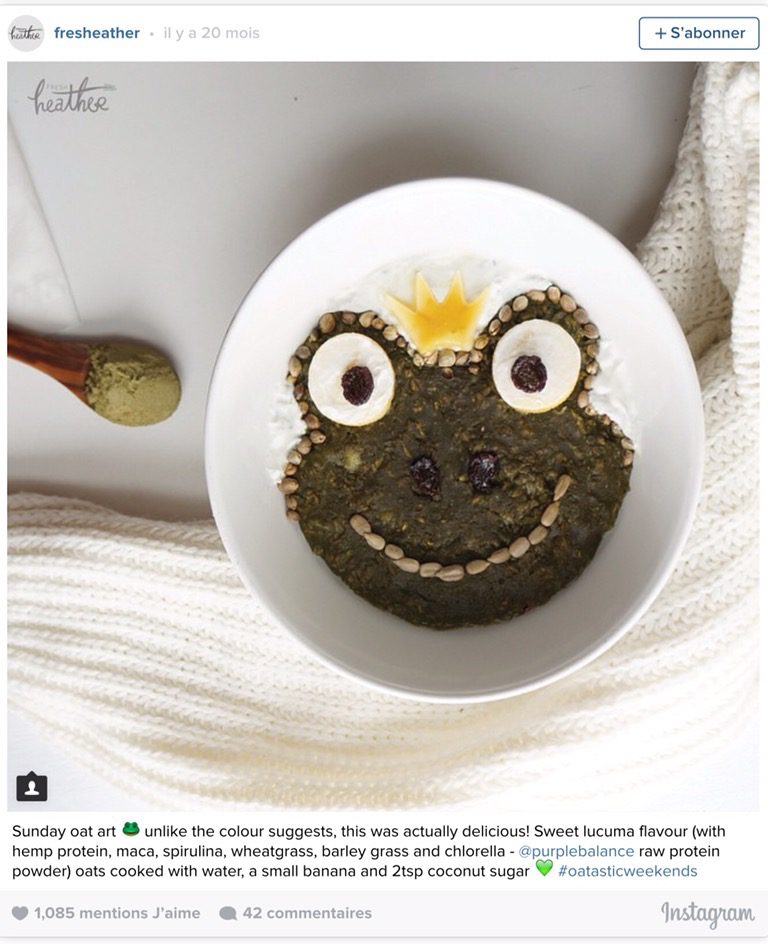 heather
fresheather • il y a 20 mois
+ S'abonner
FRESH
heather
Sunday oat art 🐸 unlike the colour suggests, this was actually delicious! Sweet lucuma flavour (with
hemp protein, maca, spirulina, wheatgrass, barley grass and chlorella - @purplebalance raw protein
powder) oats cooked with water, a small banana and 2tsp coconut sugar 💚 #oatasticweekends
1,085 mentions J'aime 42 commentaires
Instagram